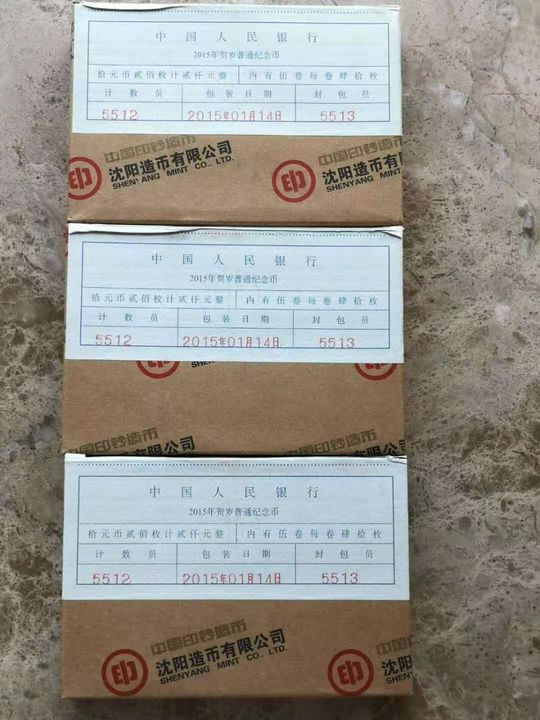 中国人民银行
2015年贺岁普通纪念币
拾元币贰佰枚计贰仟元整 内有伍卷每卷肆拾枚
计数员 包装日期 封包员
5512 2015年01月14日 5513
中国印钞造币 中国印钞造币
沈阳造币有限公司
SHENYANG MINT CO., LTD.
中国人民银行
2015年贺岁普通纪念币
拾元币贰佰枚计贰仟元整 内有伍卷每卷肆拾枚
计数员 包装日期 封包员
5512 2015年01月14日 5513
中国印钞造币
有限公司
中国人民银行
2015年贺岁普通纪念币
拾元币贰佰枚计贰仟元整 内有伍卷每卷肆拾枚
计数员 包装日期 封包员
5512 2015年01月14日 5513
中国印钞造币 中国印钞造币
沈阳造币有限公司 沈阳造币有限公司
SHENYANG MINT CO., LTD. SHENYANG MINT CO., LTD.